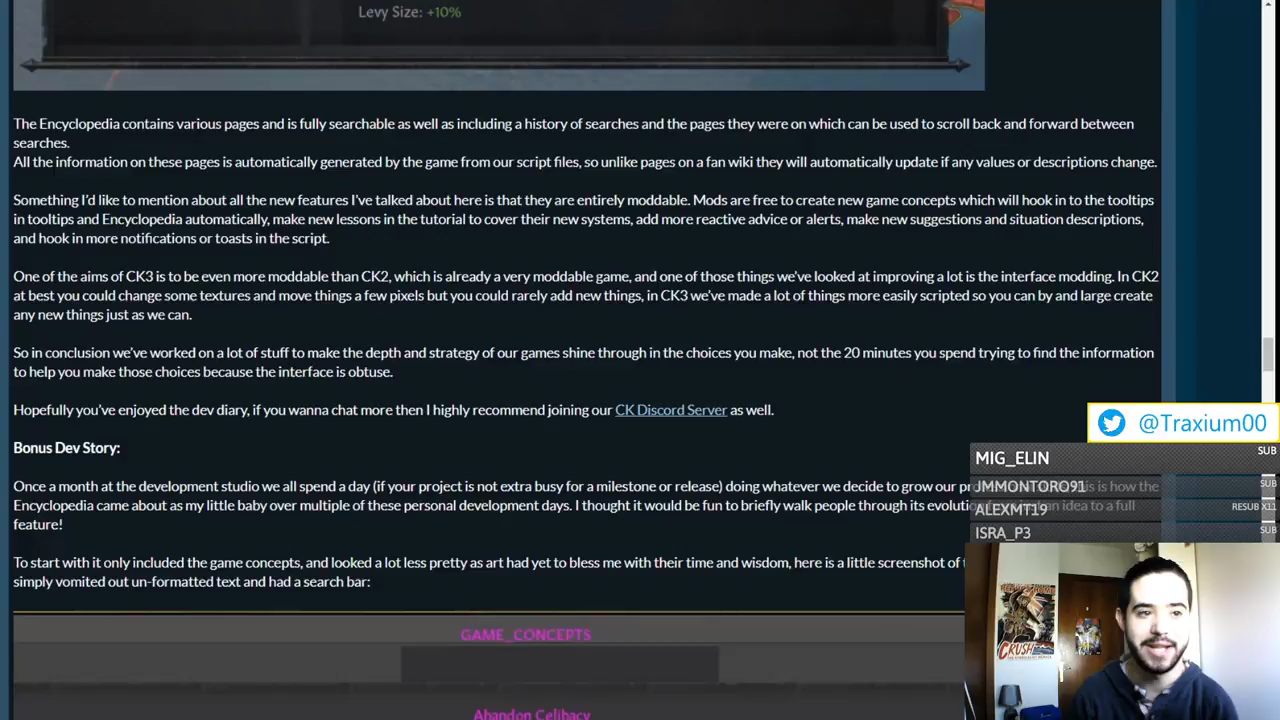 Levy Size: +10%
The Encyclopedia contains various pages and is fully searchable as well as including a history of searches and the pages they were on which can be used to scroll back and forward between
searches.
All the information on these pages is automatically generated by the game from our script files, so unlike pages on a fan wiki they will automatically update if any values or descriptions change.
Something I'd like to mention about all the new features I've talked about here is that they are entirely moddable. Mods are free to create new game concepts which will hook in to the tooltips
in tooltips and Encyclopedia automatically, make new lessons in the tutorial to cover their new systems, add more reactive advice or alerts, make new suggestions and situation descriptions,
and hook in more notifications or toasts in the script.
One of the aims of CK3 is to be even more moddable than CK2, which is already a very moddable game, and one of those things we've looked at improving a lot is the interface modding. In CK2
at best you could change some textures and move things a few pixels but you could rarely add new things, in CK3 we've made a lot of things more easily scripted so you can by and large create
any new things just as we can.
So in conclusion we've worked on a lot of stuff to make the depth and strategy of our games shine through in the choices you make, not the 20 minutes you spend trying to find the information
to help you make those choices because the interface is obtuse.
Hopefully you've enjoyed the dev diary, if you wanna chat more then I highly recommend joining our CK Discord Server as well.
@Traxium00
Bonus Dev Story:
MIG_ELIN SUB
Once a month at the development studio we all spend a day (if your project is not extra busy for a milestone or release) doing whatever we decide to grow our is how the
JMMONTORO91 SUB
Encyclopedia came about as my little baby over multiple of these personal development days. I thought it would be fun to briefly walk people through its evolution an idea to a full
ALEXMT19 RESUB X11
feature!
ISRA_P3 SUB
To start with it only included the game concepts, and looked a lot less pretty as art had yet to bless me with their time and wisdom, here is a little screenshot of
simply vomited out un-formatted text and had a search bar:
GAME_CONCEPTS
CRUSH
Abandon Celibacy